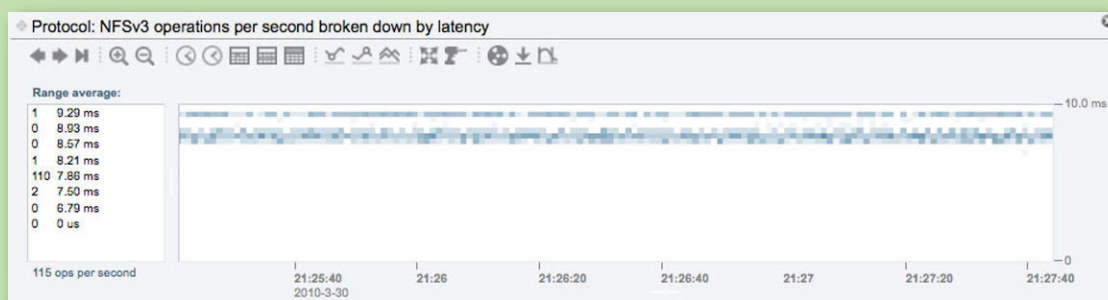 Protocol: NFSv3 operations per second broken down by latency
Range average:
1 9.29 ms
0 8.93 ms
0 8.57 ms
1 8.21 ms
110 7.86 ms
2 7.50 ms
0 6.79 ms
0 0 us
115 ops per second
10.0 ms
0
21:25:40 21:26 21:26:20 21:26:40 21:27 21:27:20 21:27:40
2010-3-30